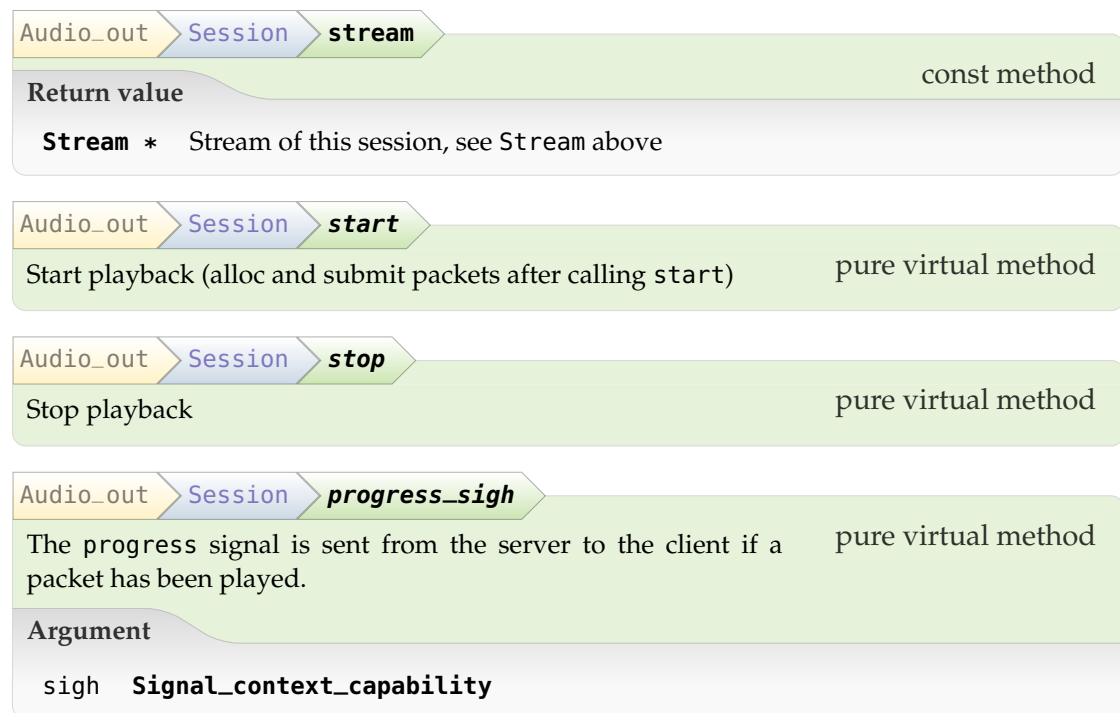 Audio_out Session stream
const method
Return value
Stream * Stream of this session, see Stream above
Audio_out Session start
Start playback (alloc and submit packets after calling start) pure virtual method
Audio_out Session stop
Stop playback pure virtual method
Audio_out Session progress_sigh
The progress signal is sent from the server to the client if a pure virtual method
packet has been played.
Argument
sigh Signal_context_capability